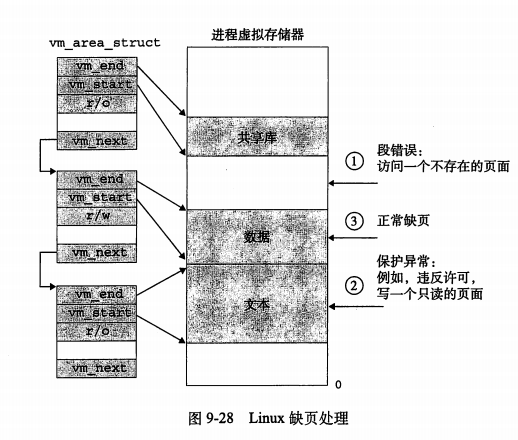 进程虚拟存储器
vm_area_struct
vm_end
vm_start
r/o
vm_next
共享库
① 段错误：
访问一个不存在的页面
vm_end
vm_start
r/w
vm_next
数据
③ 正常缺页
② 保护异常：
例如，违反许可，
写一个只读的页面
vm_end
vm_start
r/o
vm_next
文本
0
图 9-28 Linux 缺页处理